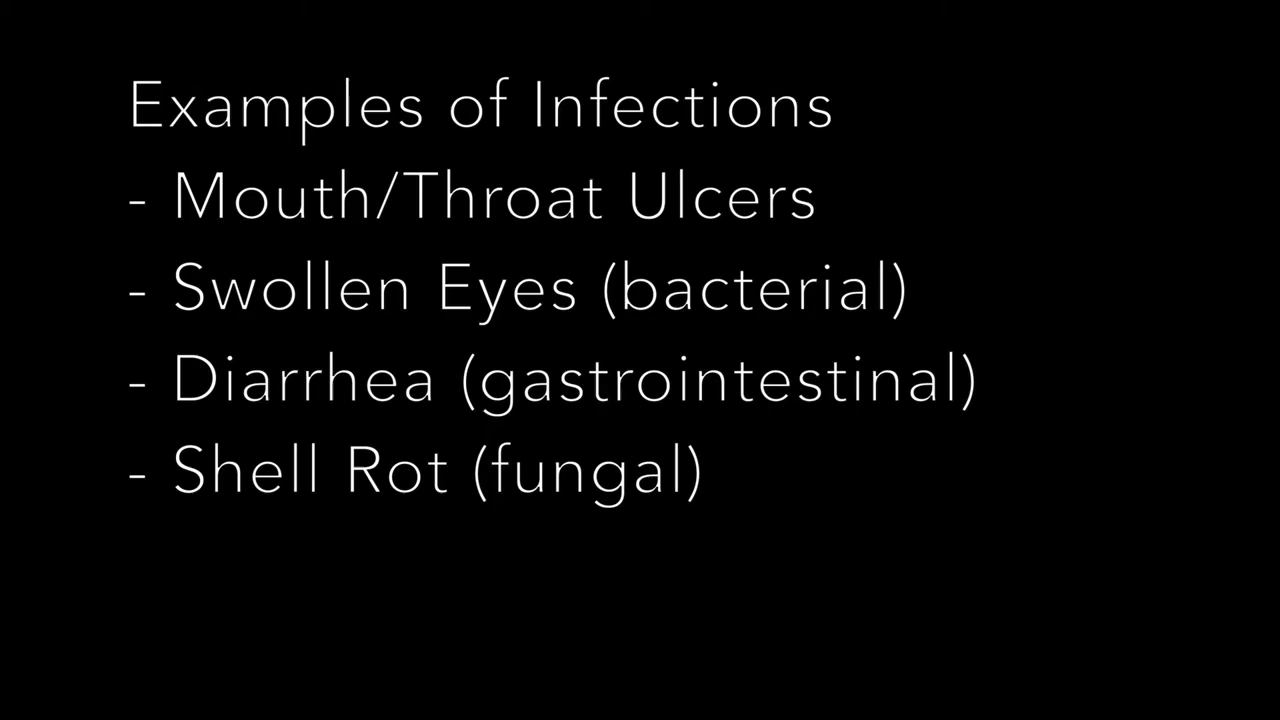 Examples of Infections
- Mouth/Throat Ulcers
- Swollen Eyes (bacterial)
- Diarrhea (gastrointestinal)
- Shell Rot (fungal)